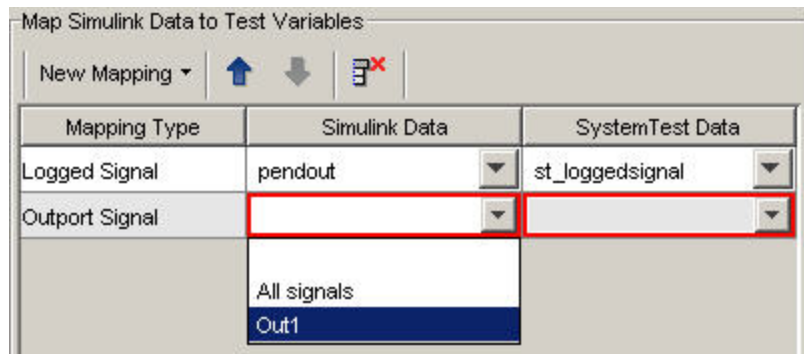 Map Simulink Data to Test Variables
New Mapping
Mapping Type Simulink Data SystemTest Data
Logged Signal pendout st_loggedsignal
Outport Signal
All signals
Out1